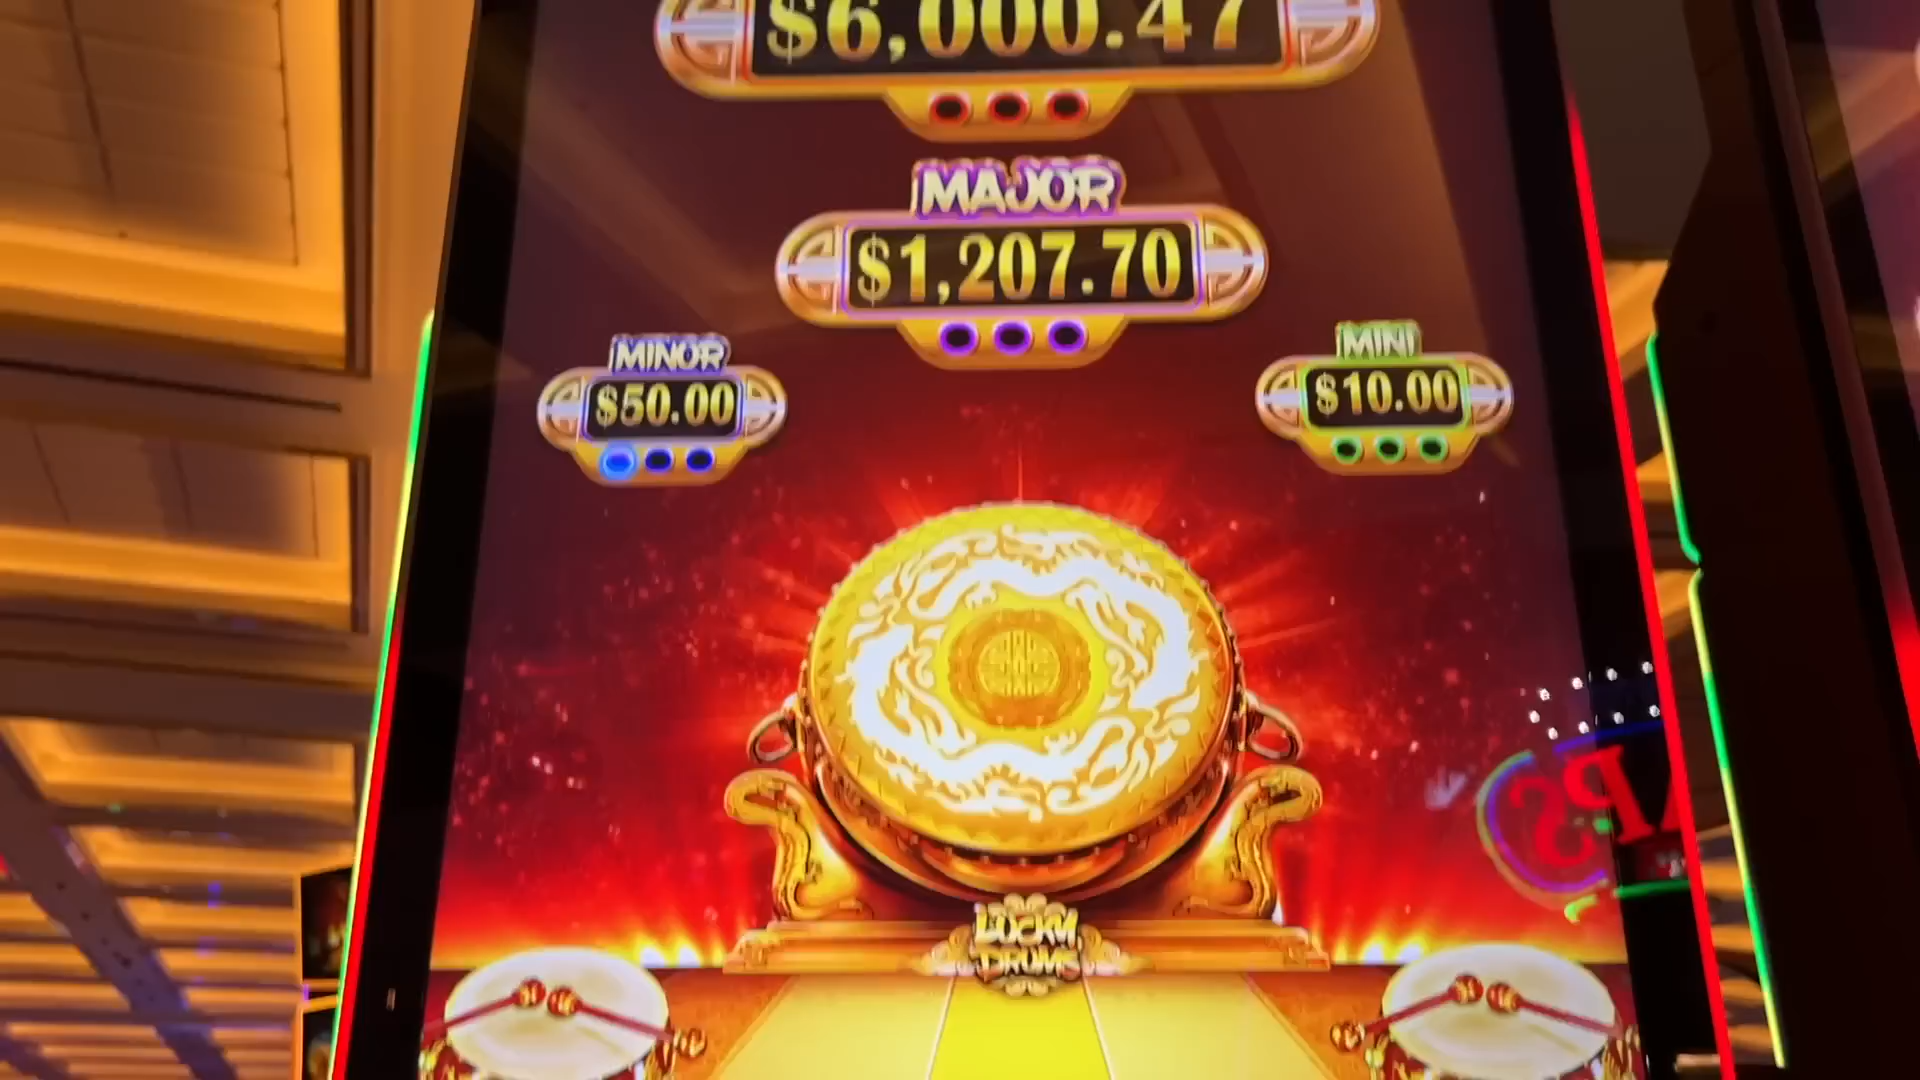 $6,000.47
MAJOR
$1,207.70
MINOR
$50.00
MINI
$10.00
LUCKY
DRUMS